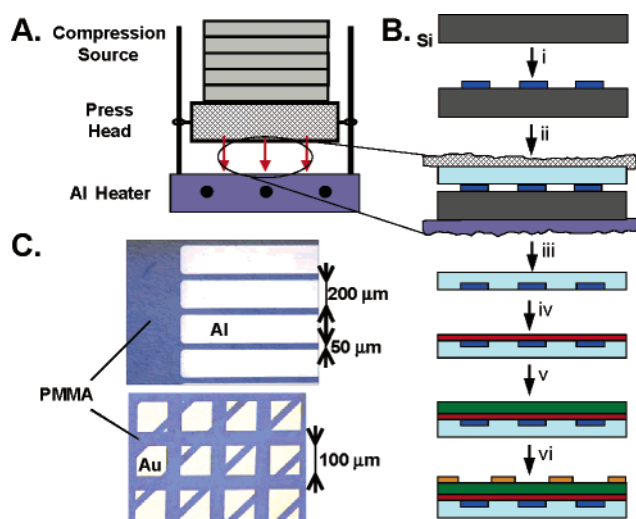 A.
Compression
Source
Press
Head
Al Heater
B.
Si
i
ii
iii
iv
v
vi
C.
200 μm
Al
50 μm
PMMA
Au
100 μm